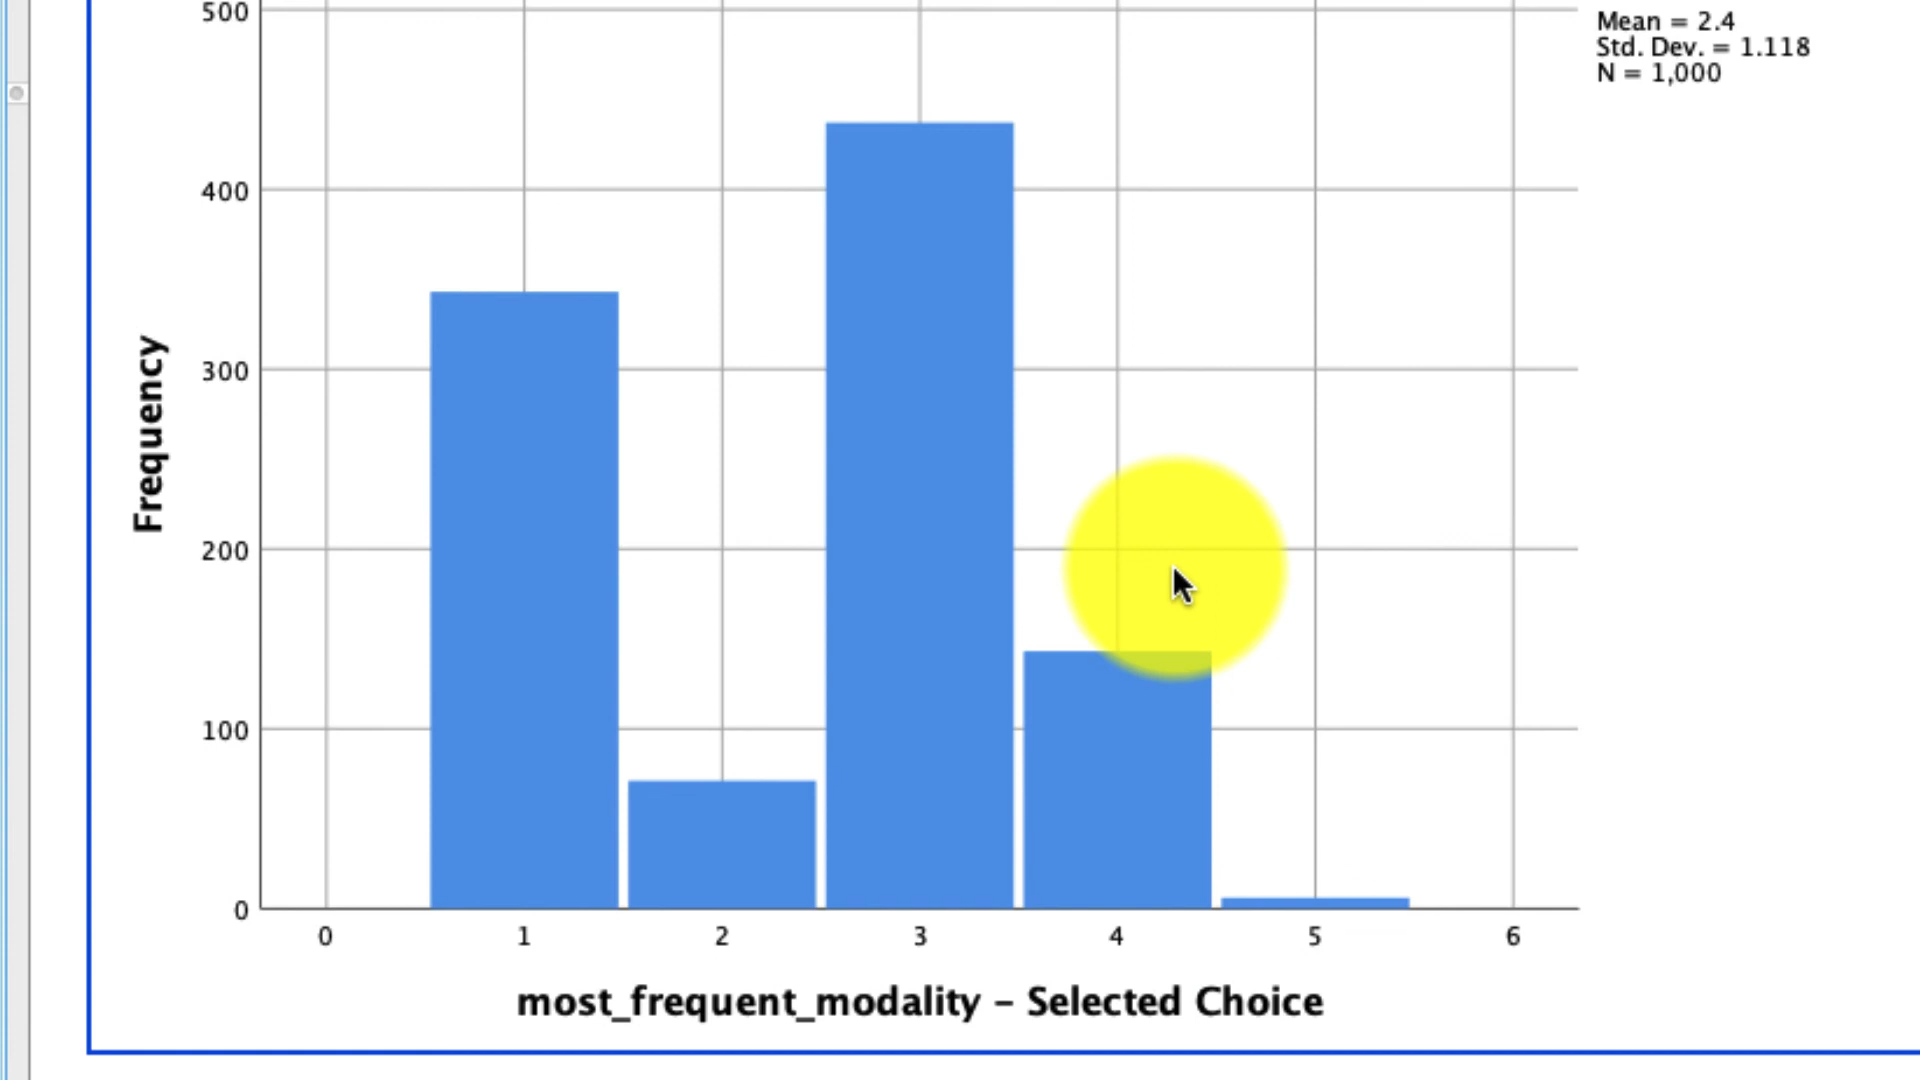 500
Mean = 2.4
Std. Dev. = 1.118
N = 1,000
400
300
200
100
0
Frequency
0 1 2 3 4 5 6
most_frequent_modality – Selected Choice